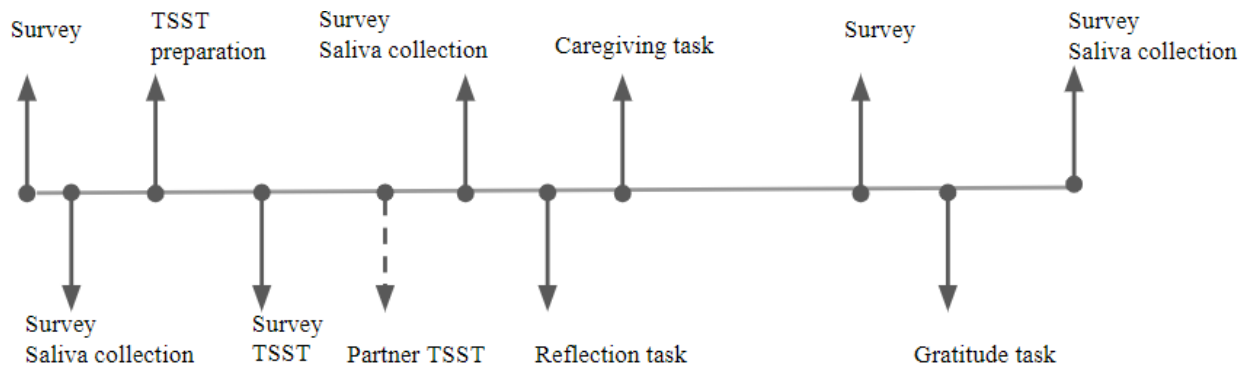 Survey
TSST
preparation
Survey
Saliva collection
Caregiving task
Survey
Survey
Saliva collection
Survey
Saliva collection
Survey
TSST
Partner TSST
Reflection task
Gratitude task